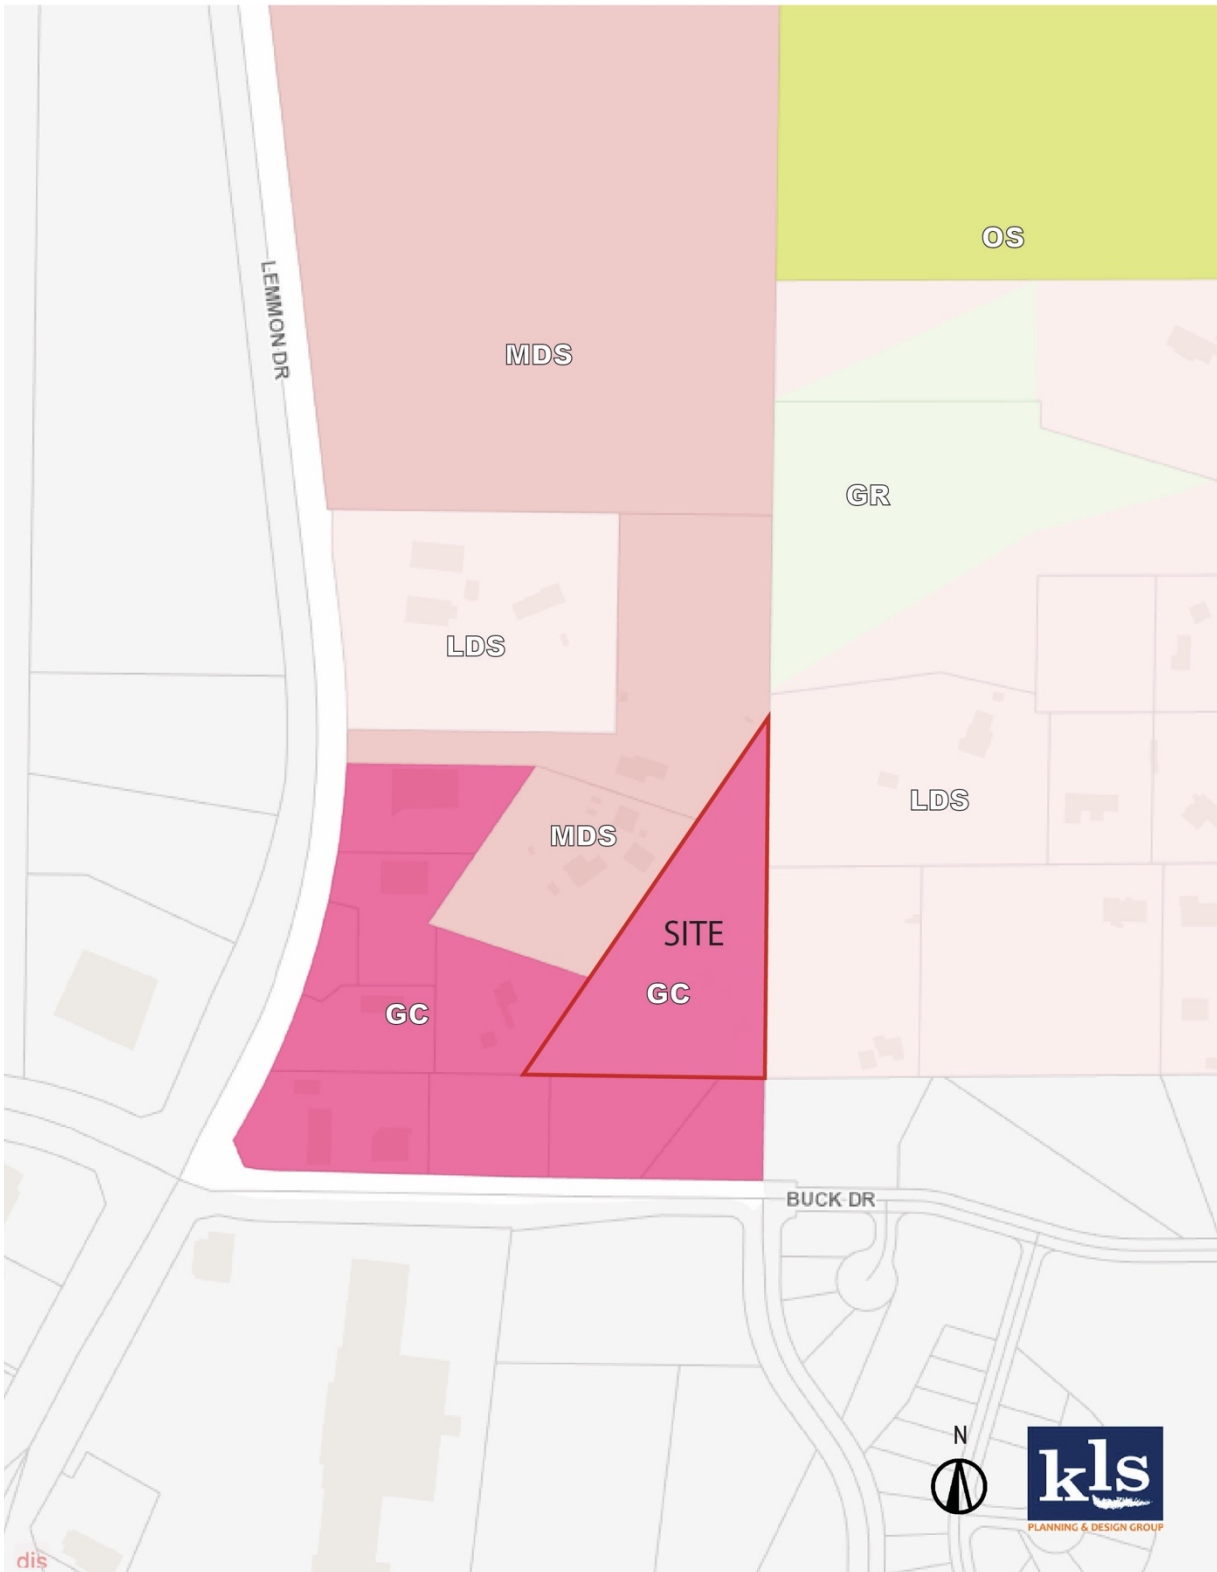 OS
LEMMON DR
MDS
GR
LDS
LDS
MDS
SITE
GC
GC
BUCK DR
N
kls
PLANNING & DESIGN GROUP
dis